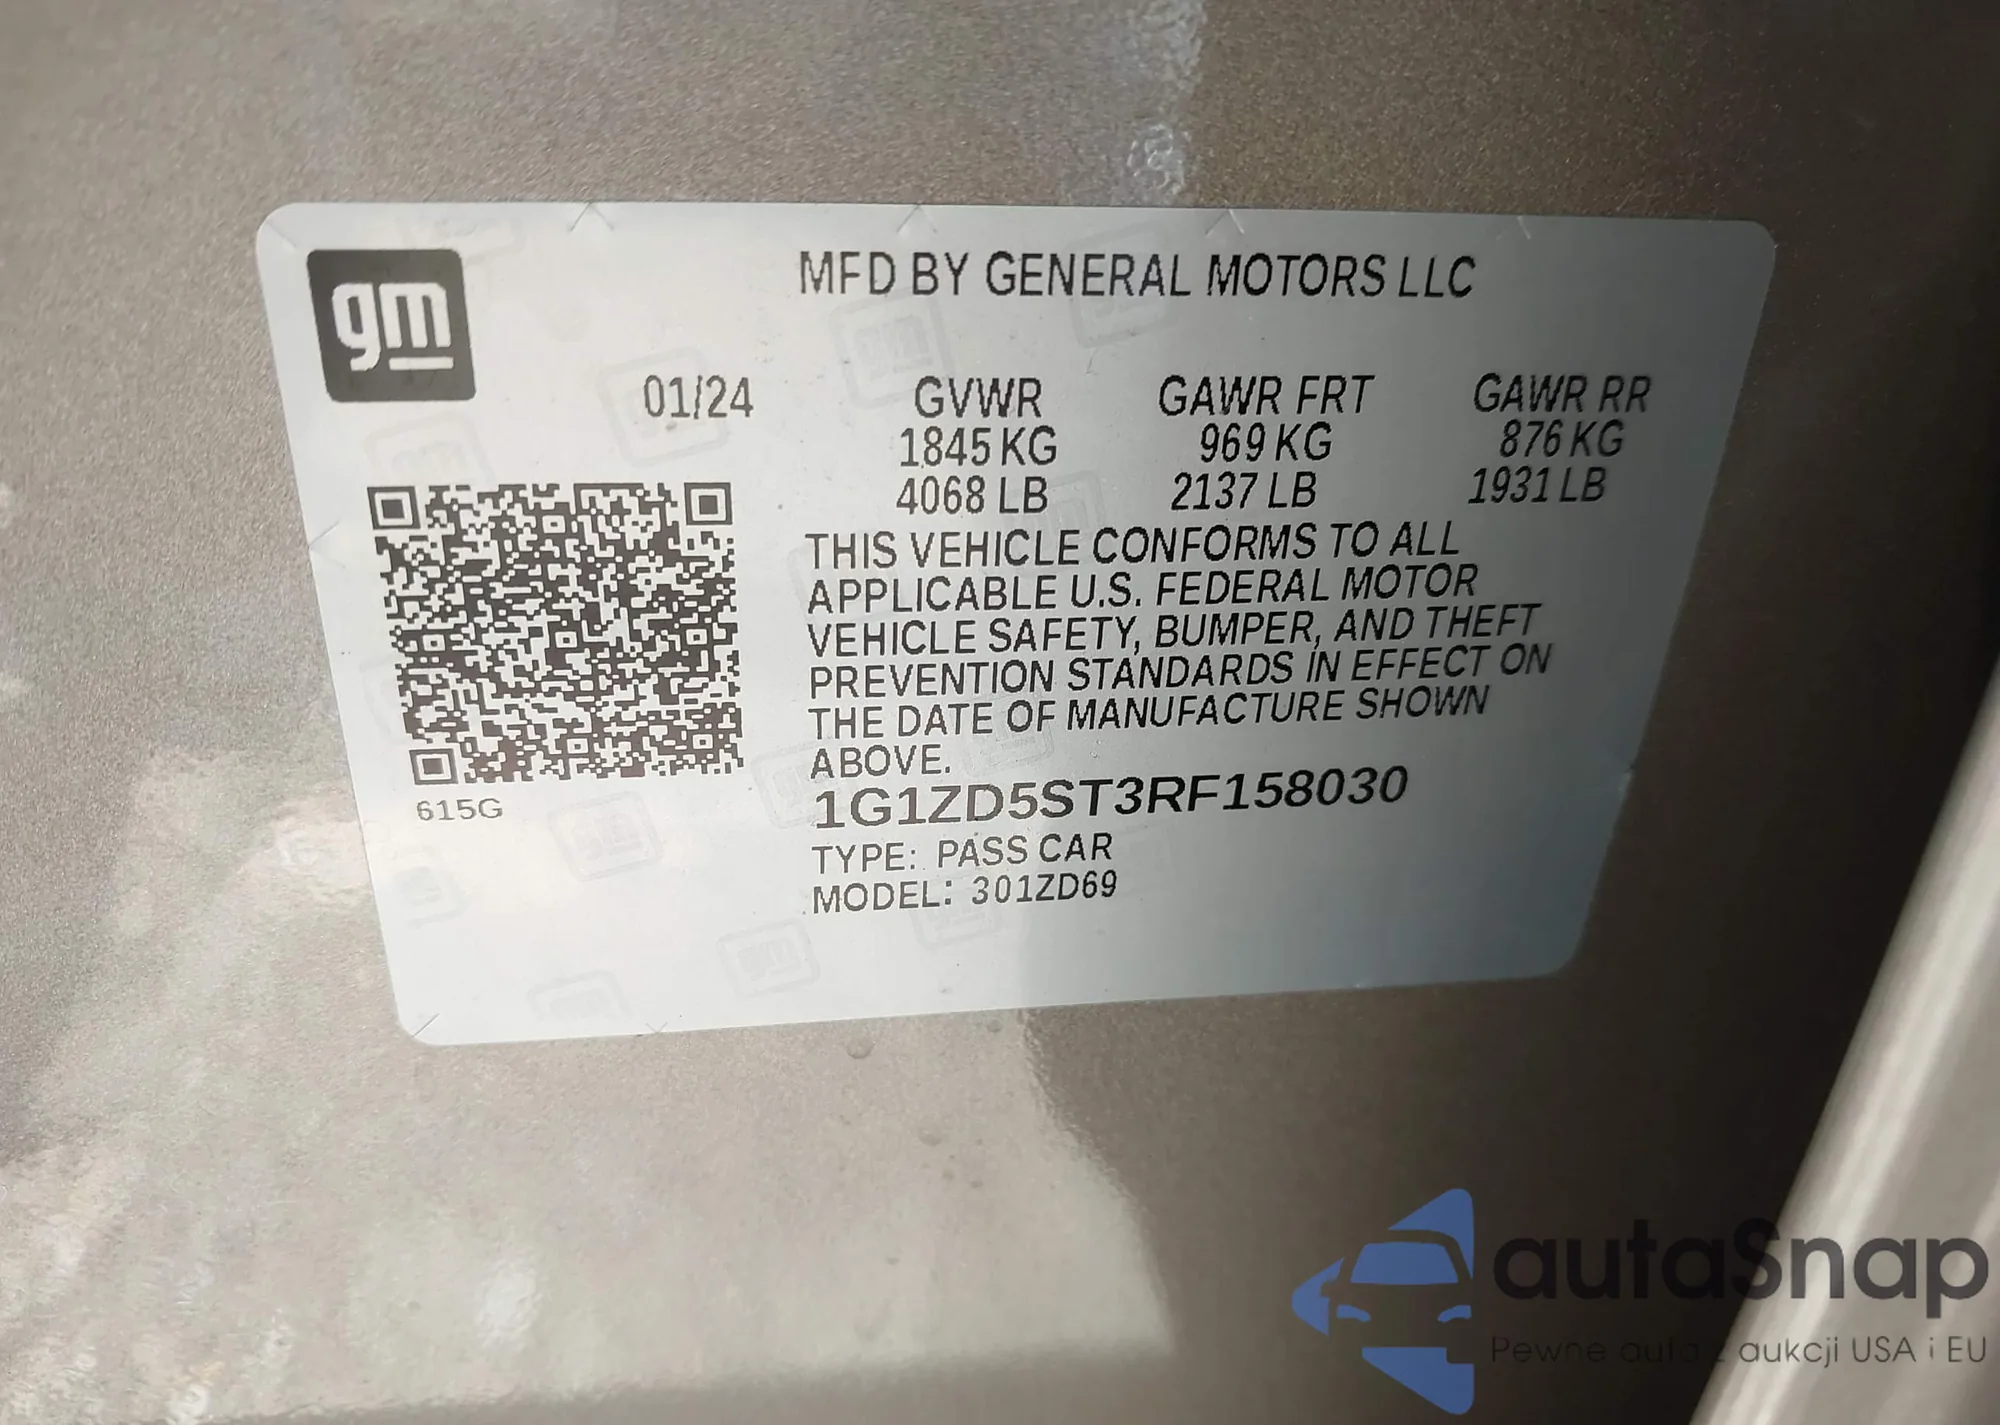 gm
MFD BY GENERAL MOTORS LLC
01/24 GVWR GAWR FRT GAWR RR
1845 KG 969 KG 876 KG
4068 LB 2137 LB 1931 LB
THIS VEHICLE CONFORMS TO ALL
APPLICABLE U.S. FEDERAL MOTOR
VEHICLE SAFETY, BUMPER, AND THEFT
PREVENTION STANDARDS IN EFFECT ON
THE DATE OF MANUFACTURE SHOWN
ABOVE.
615G
1G1ZD5ST3RF158030
TYPE: PASS CAR
MODEL: 301ZD69
autaSnap
Pewne auta z aukcji USA i EU